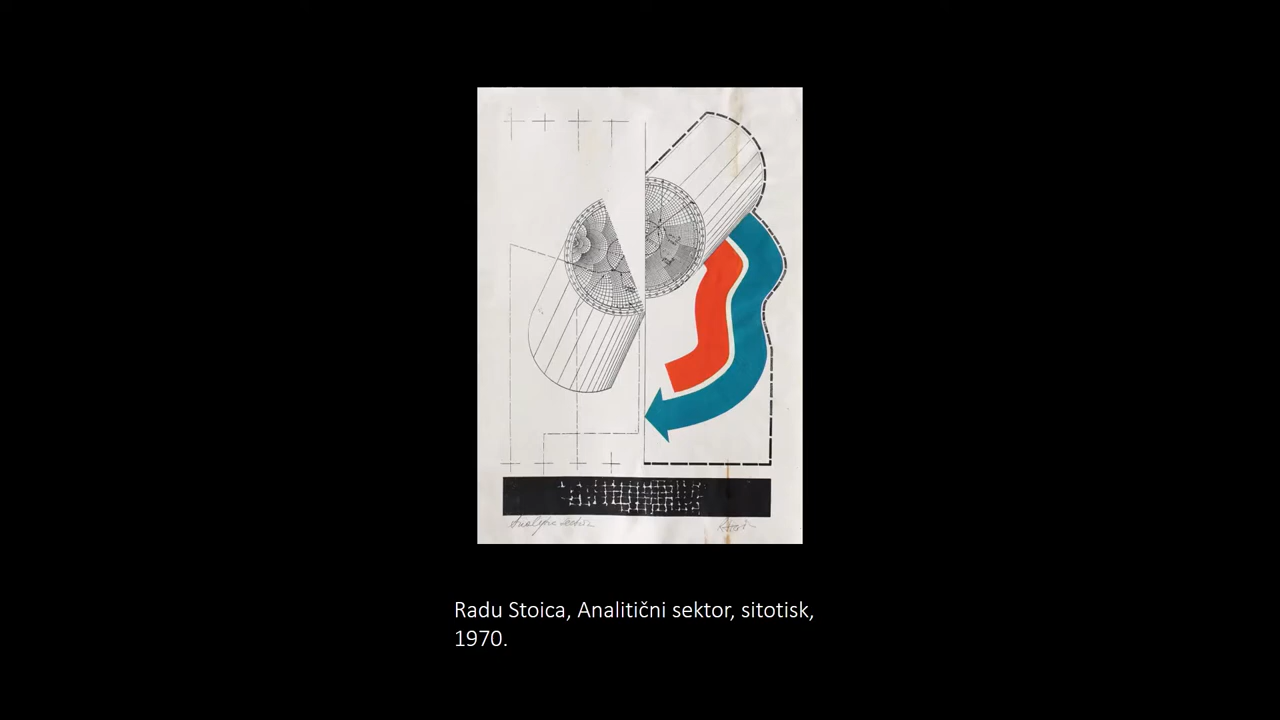 Radu Stoica, Analitični sektor, sitotisk,
1970.